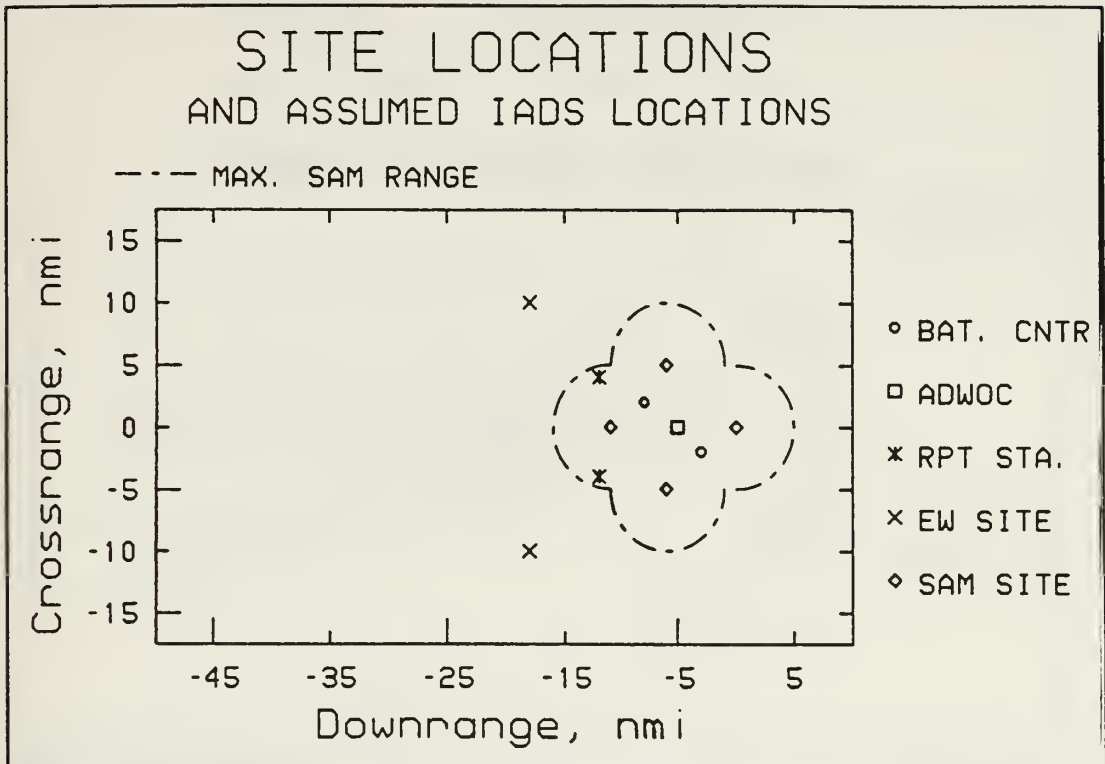 SITE LOCATIONS
AND ASSUMED IADS LOCATIONS
MAX. SAM RANGE
15
10
5
0
-5
-10
-15
Crossrange, nmi
-45 -35 -25 -15 -5 5
Downrange, nmi
BAT. CNTR
ADWOC
RPT STA.
EW SITE
SAM SITE